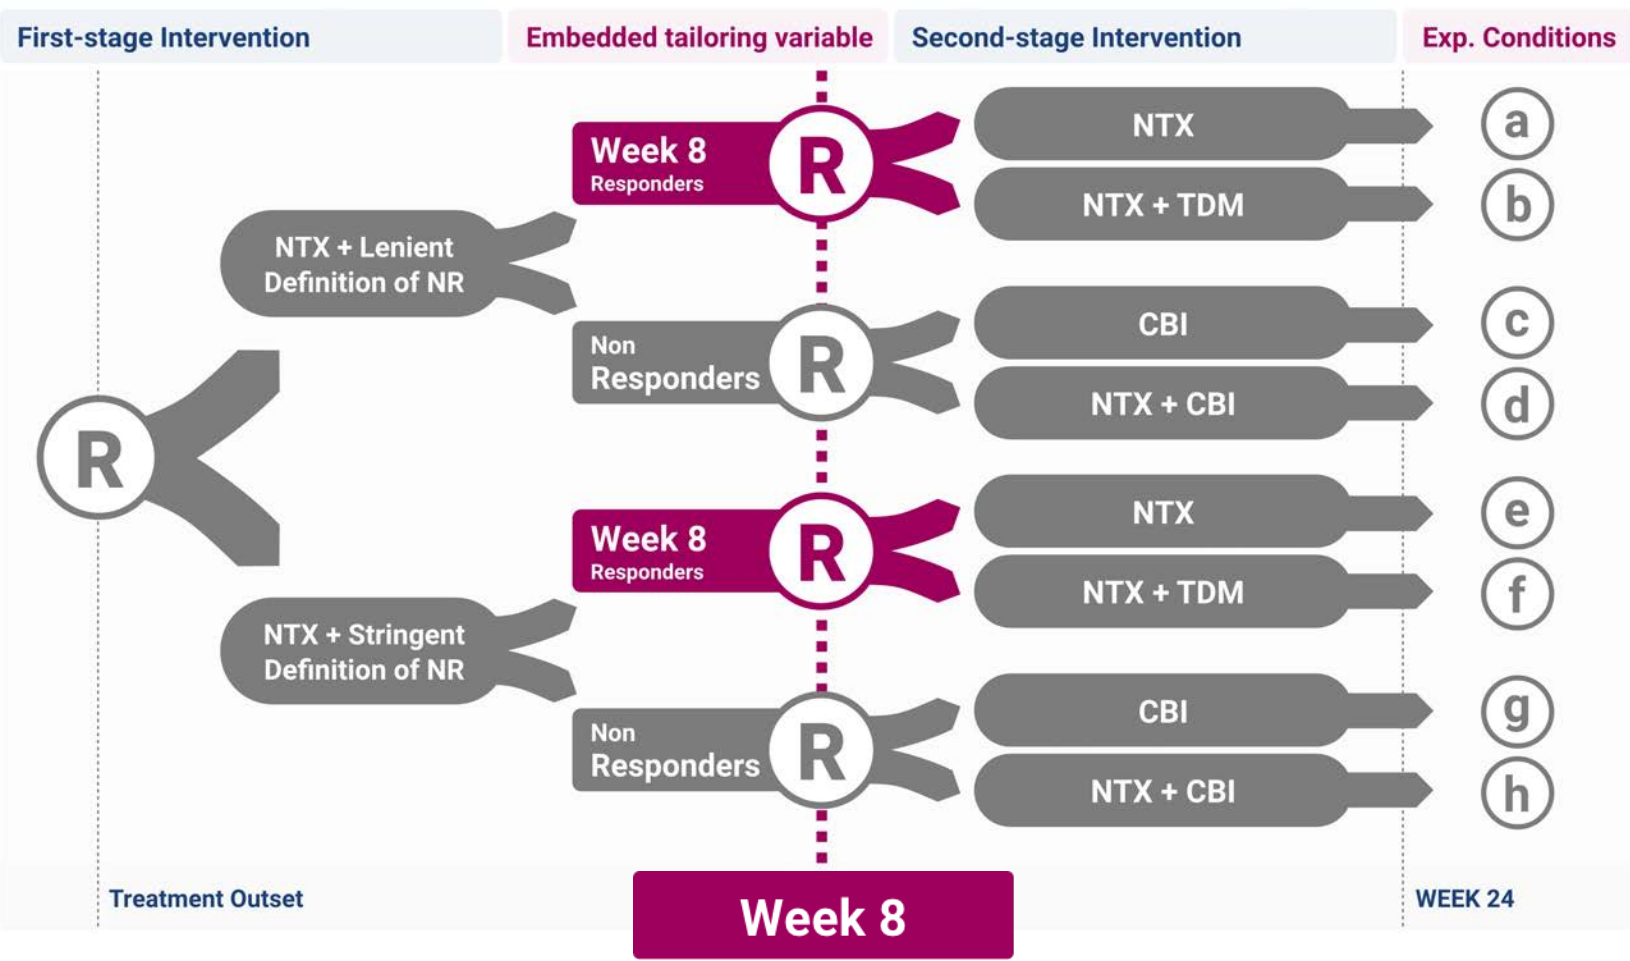 First-stage Intervention
Embedded tailoring variable
Second-stage Intervention
Exp. Conditions
R
NTX + Lenient
Definition of NR
Week 8
Responders
R
NTX
a
NTX + TDM
b
Non
Responders
R
CBI
c
NTX + CBI
d
NTX + Stringent
Definition of NR
Week 8
Responders
R
NTX
e
NTX + TDM
f
Non
Responders
R
CBI
g
NTX + CBI
h
Treatment Outset
Week 8
WEEK 24